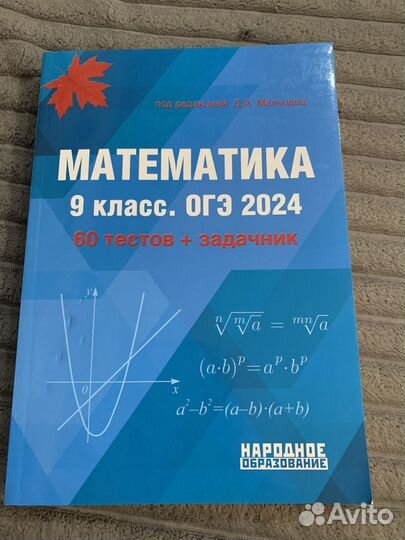 под редакцией Д.А. Мальцева
МАТЕМАТИКА
9 класс. ОГЭ 2024
60 тестов + задачник
y
0
x
ⁿ√(ᵐ√a) = ᵐⁿ√a
(a·b)ᵖ=aᵖ·bᵖ
a²–b²=(a–b)·(a+b)
НАРОДНОЕ
ОБРАЗОВАНИЕ
Avito